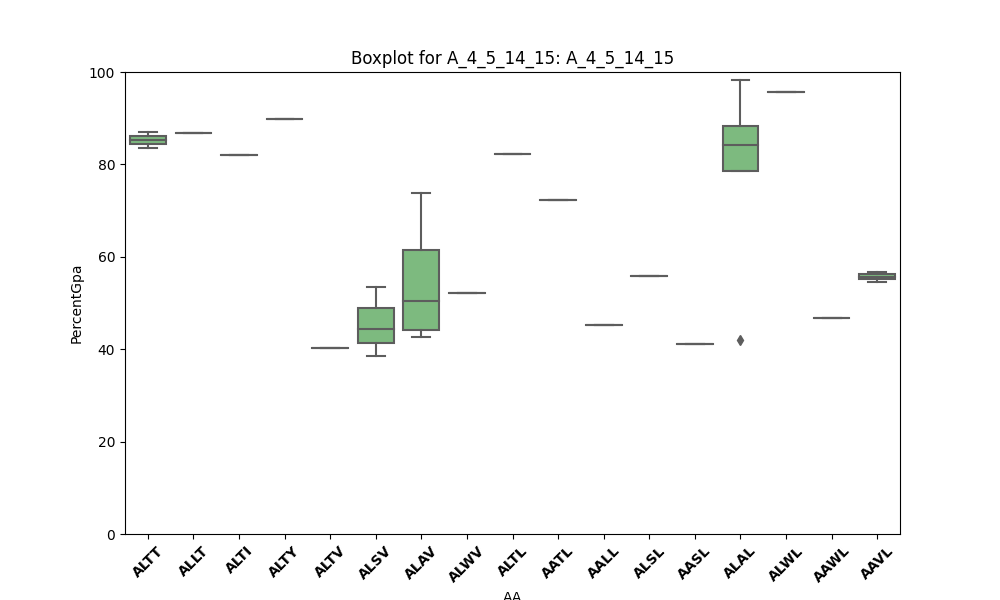 Boxplot for A_4_5_14_15: A_4_5_14_15
100
80
60
40
20
0
PercentGpa
ALTT ALLT ALTI ALTY ALTV ALSV ALAV ALWV ALTL AATL AALL ALSL AASL ALAL ALWL AAWL AAVL
AA